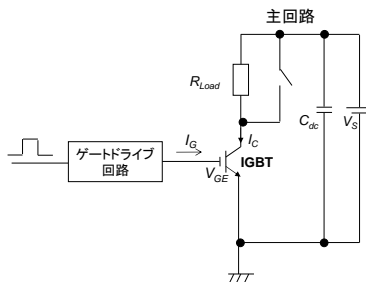 主回路
R_Load
I_G
I_C
C_dc
V_S
ゲートドライブ
回路
V_GE
IGBT